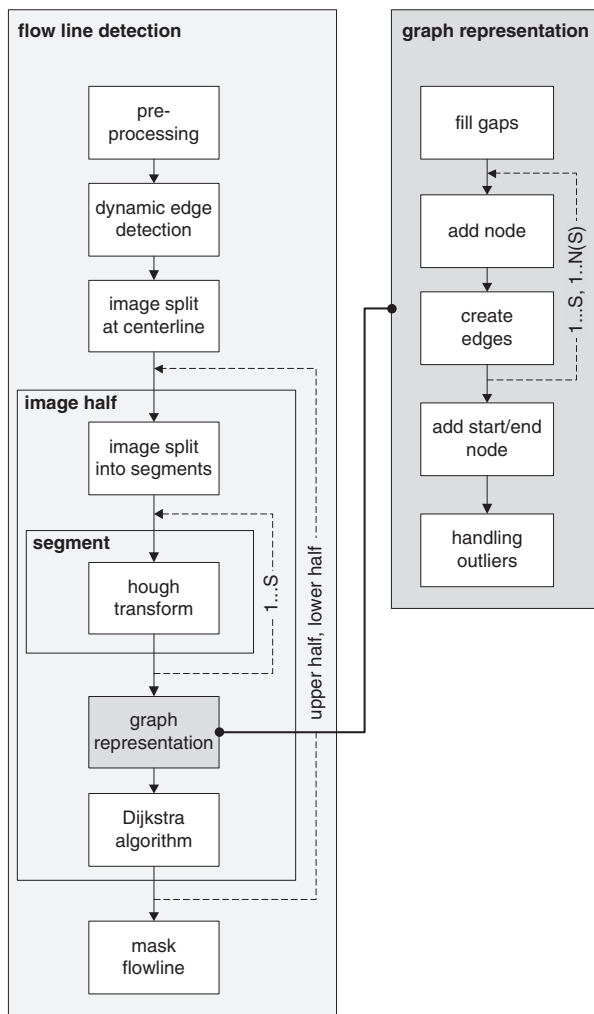 flow line detection
pre-
processing
dynamic edge
detection
image split
at centerline
image half
image split
into segments
segment
hough
transform
1...S
upper half, lower half
graph
representation
Dijkstra
algorithm
mask
flowline
graph representation
fill gaps
add node
create
edges
1...S, 1..N(S)
add start/end
node
handling
outliers